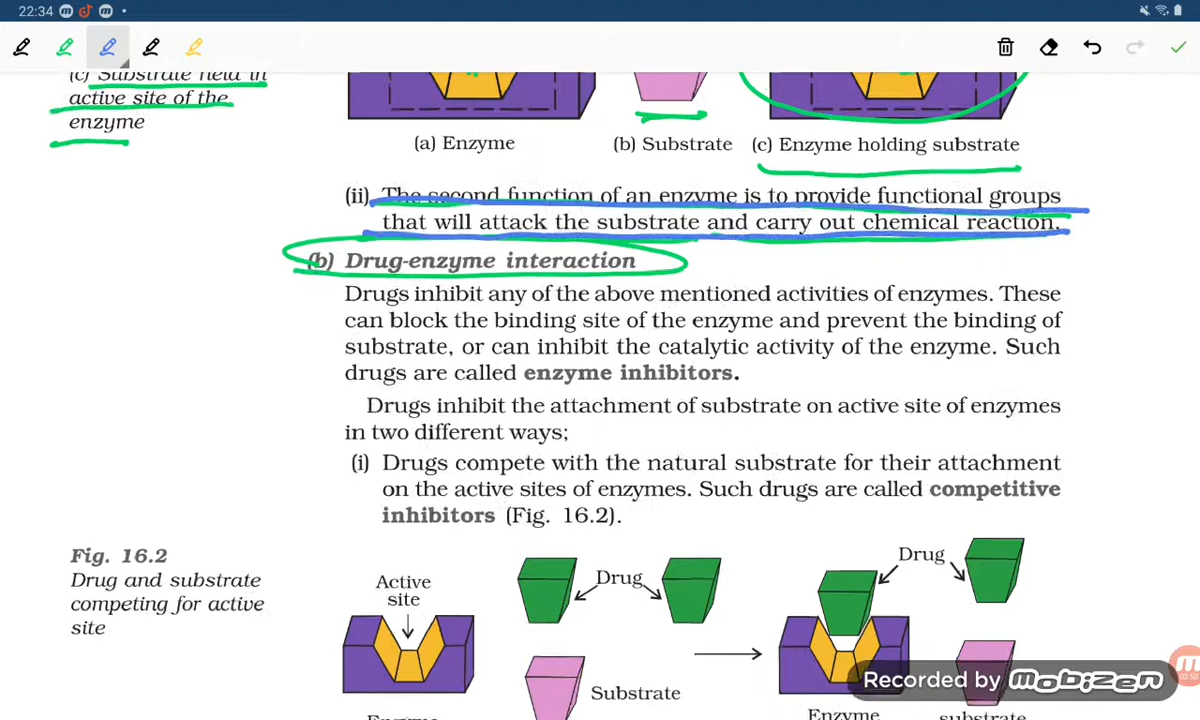 22:34
(c) Substrate held in
active site of the
enzyme
(a) Enzyme
(b) Substrate
(c) Enzyme holding substrate
(ii) The second function of an enzyme is to provide functional groups
that will attack the substrate and carry out chemical reaction.
(b) Drug-enzyme interaction
Drugs inhibit any of the above mentioned activities of enzymes. These
can block the binding site of the enzyme and prevent the binding of
substrate, or can inhibit the catalytic activity of the enzyme. Such
drugs are called enzyme inhibitors.
Drugs inhibit the attachment of substrate on active site of enzymes
in two different ways;
(i) Drugs compete with the natural substrate for their attachment
on the active sites of enzymes. Such drugs are called competitive
inhibitors (Fig. 16.2).
Fig. 16.2
Drug and substrate
competing for active
site
Active
site
Drug
Drug
Substrate
Enzyme
Enzyme
substrate
Recorded by mobizen
03:53